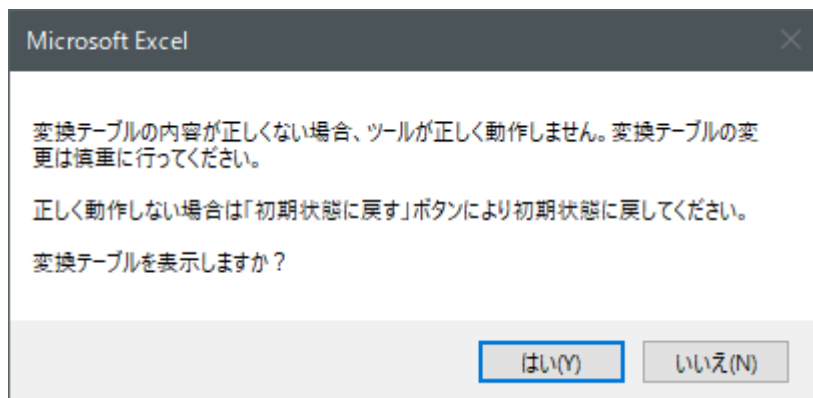 Microsoft Excel
変換テーブルの内容が正しくない場合、ツールが正しく動作しません。変換テーブルの変
更は慎重に行ってください。
正しく動作しない場合は「初期状態に戻す」ボタンにより初期状態に戻してください。
変換テーブルを表示しますか？
はい(Y)
いいえ(N)